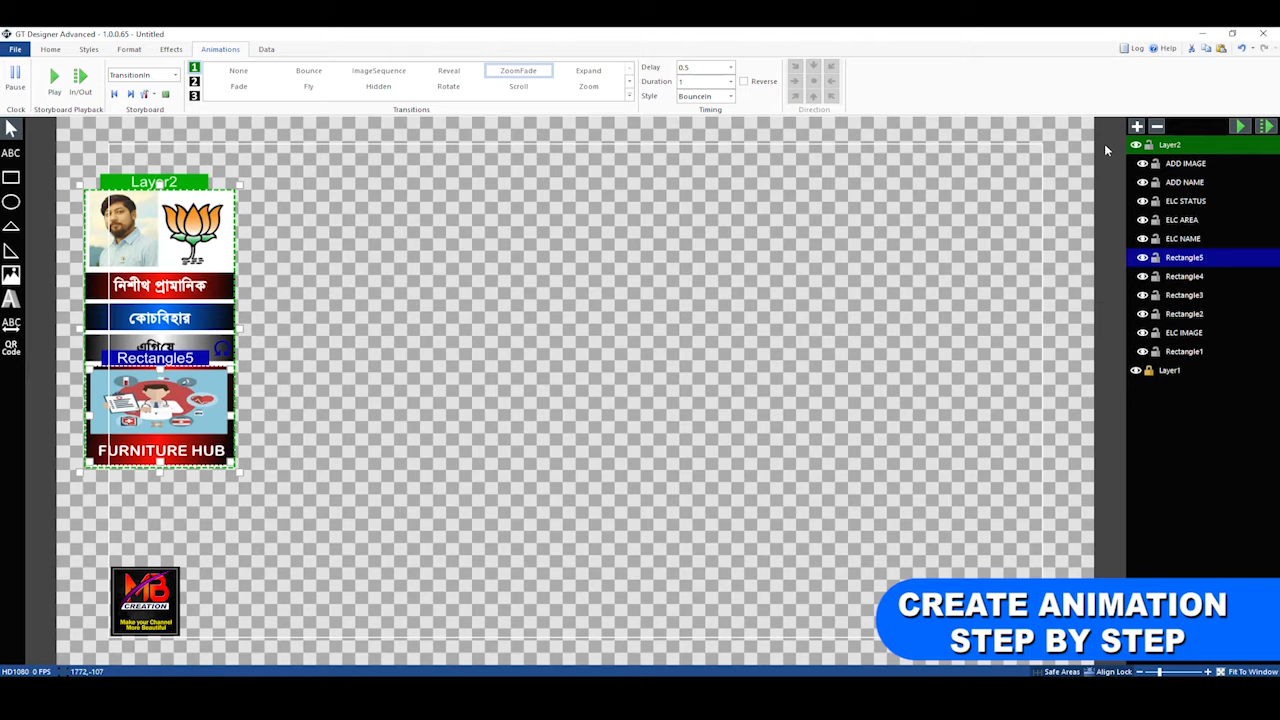 GT Designer Advanced - 1.0.0.65 - Untitled
File Home Styles Format Effects Animations Data Log Help
Pause Play In/Out TransitionIn
Clock Storyboard Playback Storyboard
1 None Bounce ImageSequence Reveal ZoomFade Expand
2 Fade Fly Hidden Rotate Scroll Zoom
3
Transitions
Delay 0.5
Duration 1 Reverse
Style BounceIn
Timing Direction
ABC
ABC
QR
Code
Layer2
নিশীথ প্রামানিক
কোচবিহার
এগিয়ে
Rectangle5
FURNITURE HUB
MB
CREATION
Make your Channel
More Beautiful
Layer2
ADD IMAGE
ADD NAME
ELC STATUS
ELC AREA
ELC NAME
Rectangle5
Rectangle4
Rectangle3
Rectangle2
ELC IMAGE
Rectangle1
Layer1
CREATE ANIMATION
STEP BY STEP
HD1080 0 FPS 1772,-107 Safe Areas Align Lock Fit To Window